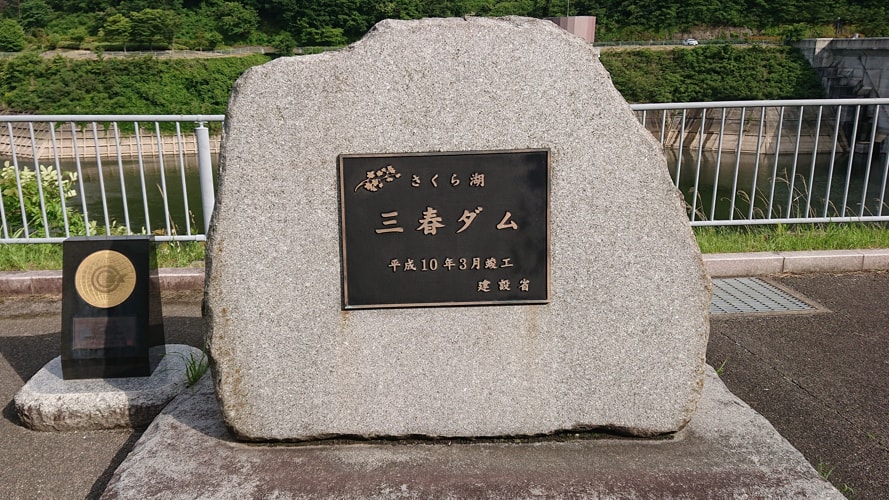 さくら湖
三春ダム
平成10年3月竣工
建設省